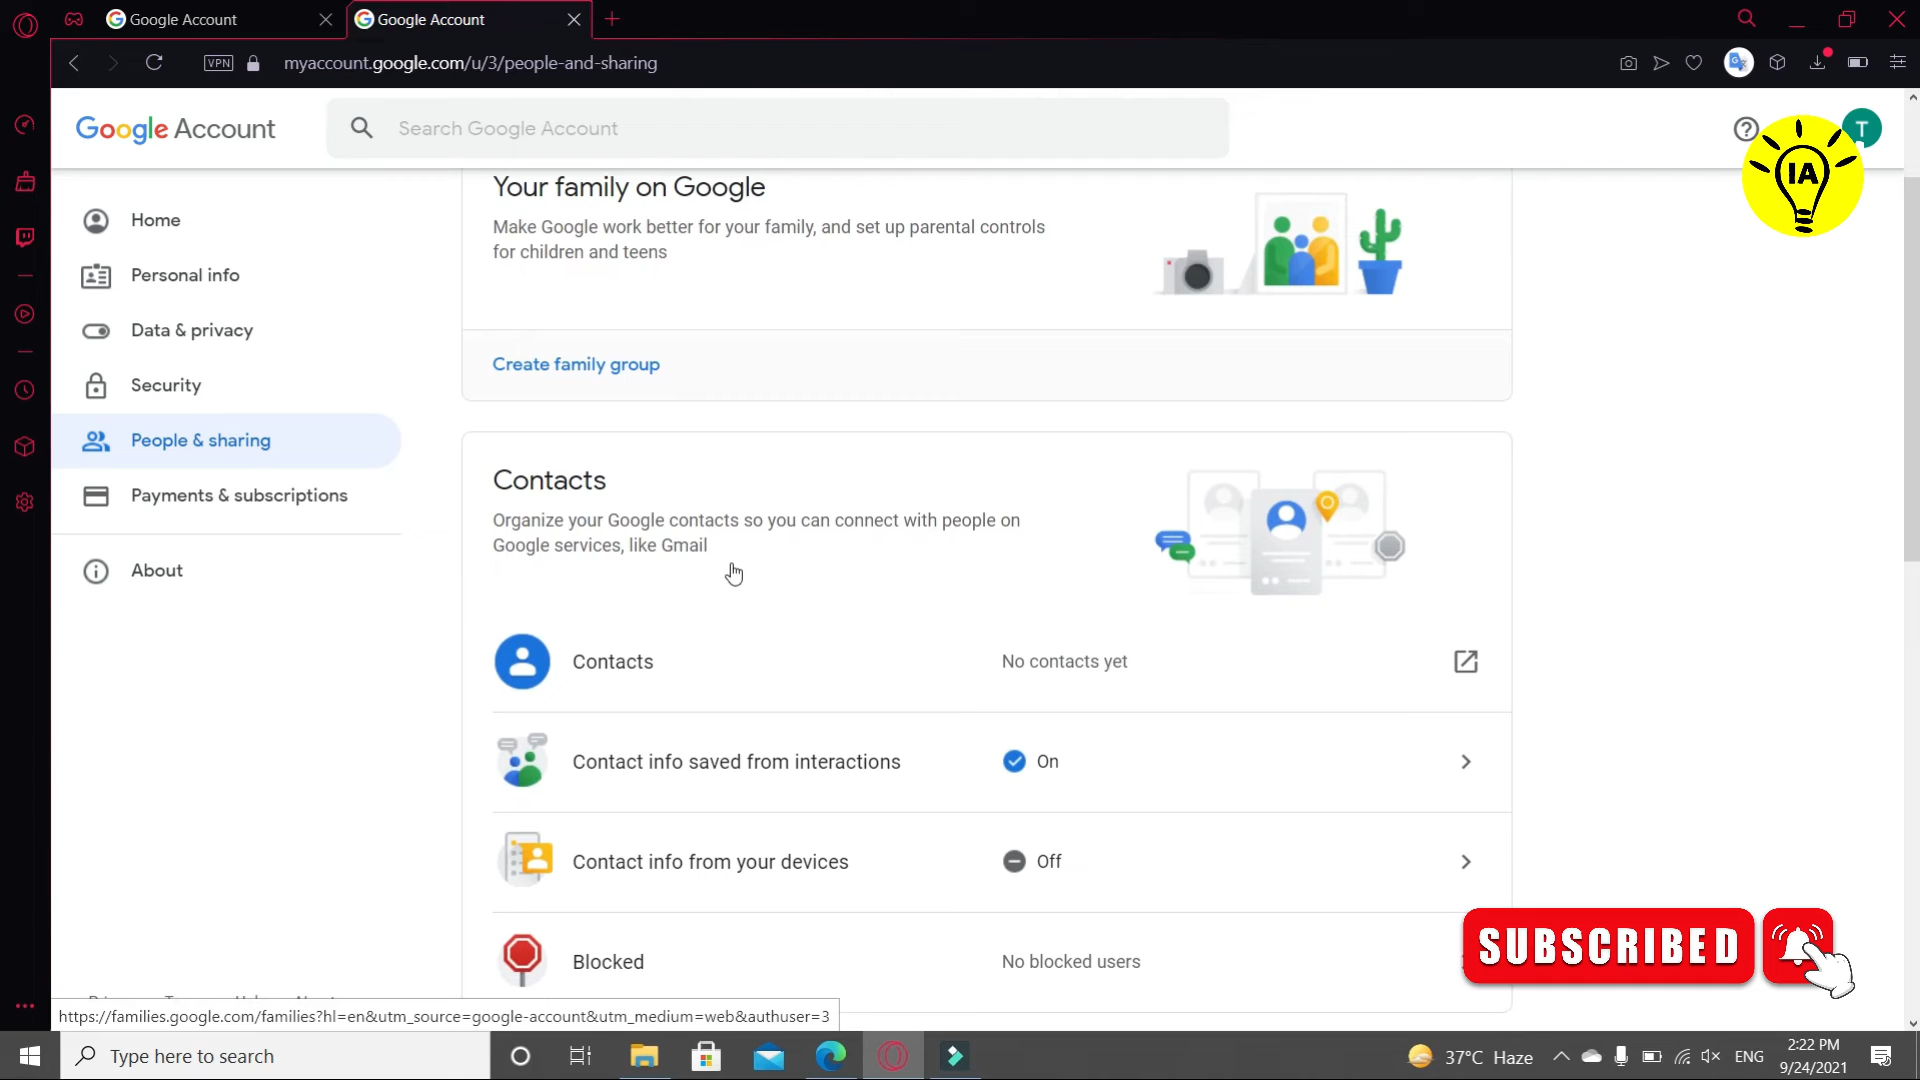 Google Account
Google Account
VPN
myaccount.google.com/u/3/people-and-sharing
Google Account
Search Google Account
T
IA
Home
Personal info
Data & privacy
Security
People & sharing
Payments & subscriptions
About
Your family on Google
Make Google work better for your family, and set up parental controls
for children and teens
Create family group
Contacts
Organize your Google contacts so you can connect with people on
Google services, like Gmail
Contacts
No contacts yet
Contact info saved from interactions
On
Contact info from your devices
Off
Blocked
No blocked users
SUBSCRIBED
https://families.google.com/families?hl=en&utm_source=google-account&utm_medium=web&authuser=3
Type here to search
37°C Haze
ENG
2:22 PM
9/24/2021